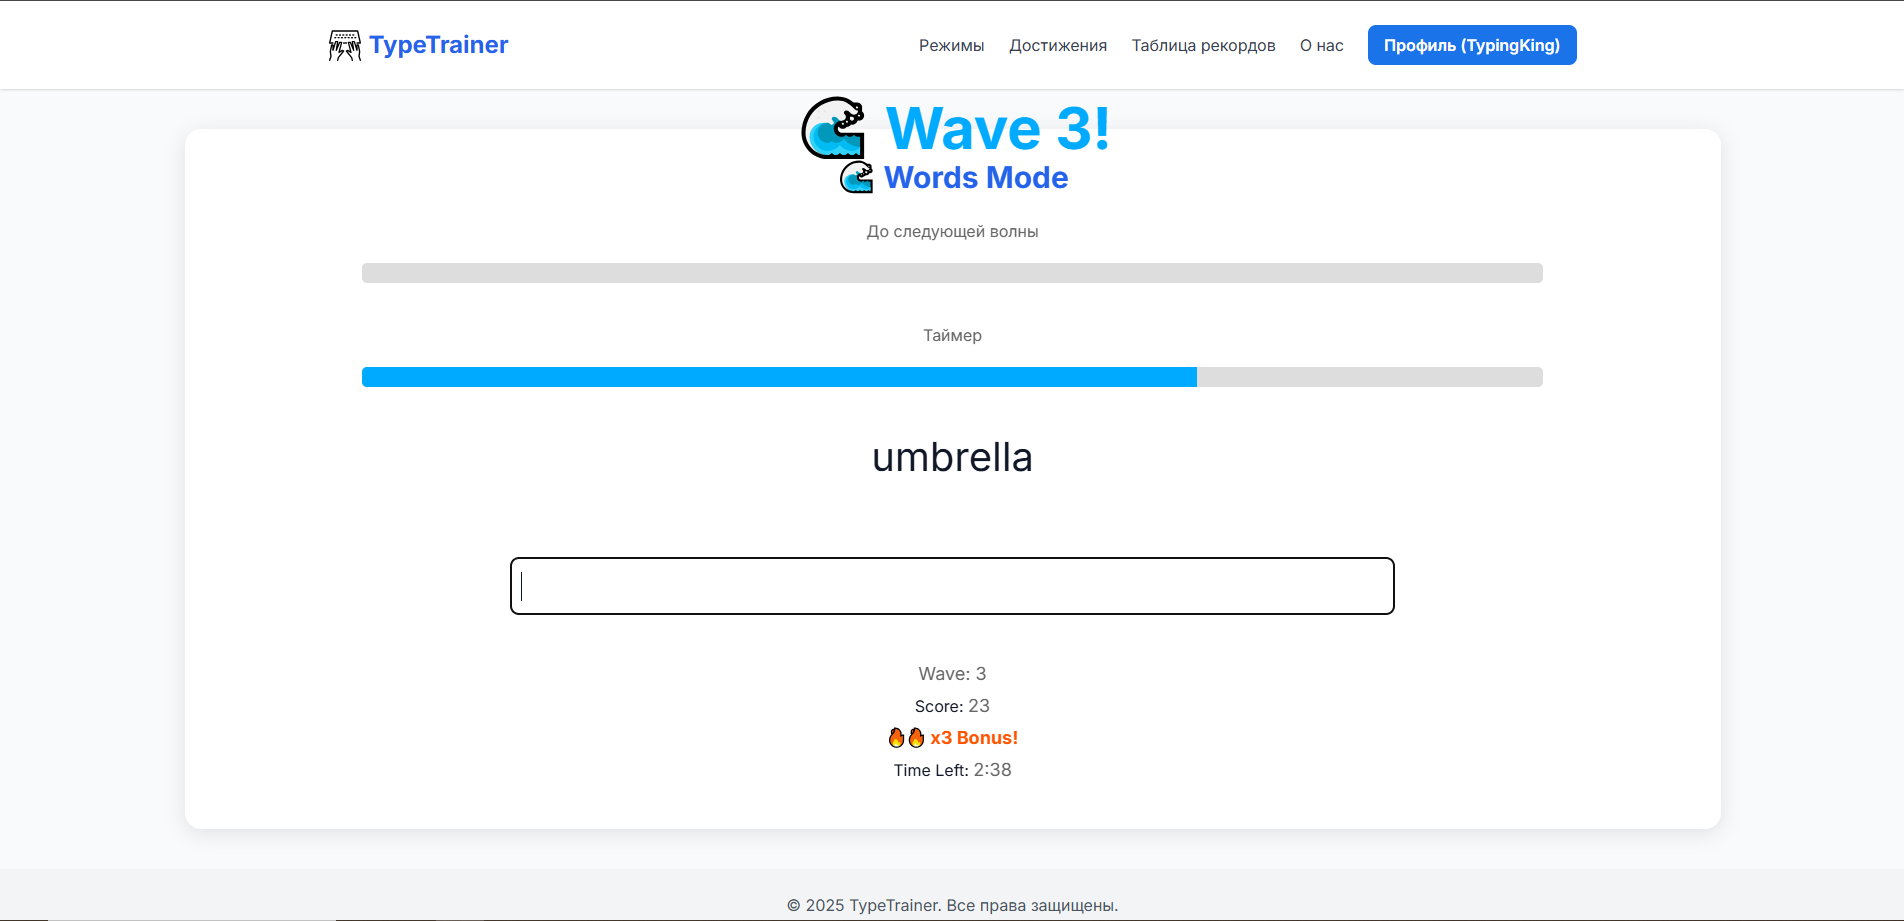 TypeTrainer
Режимы Достижения Таблица рекордов О нас Профиль (TypingKing)
Wave 3!
Words Mode
До следующей волны
Таймер
umbrella
Wave: 3
Score: 23
🔥🔥 x3 Bonus!
Time Left: 2:38
© 2025 TypeTrainer. Все права защищены.